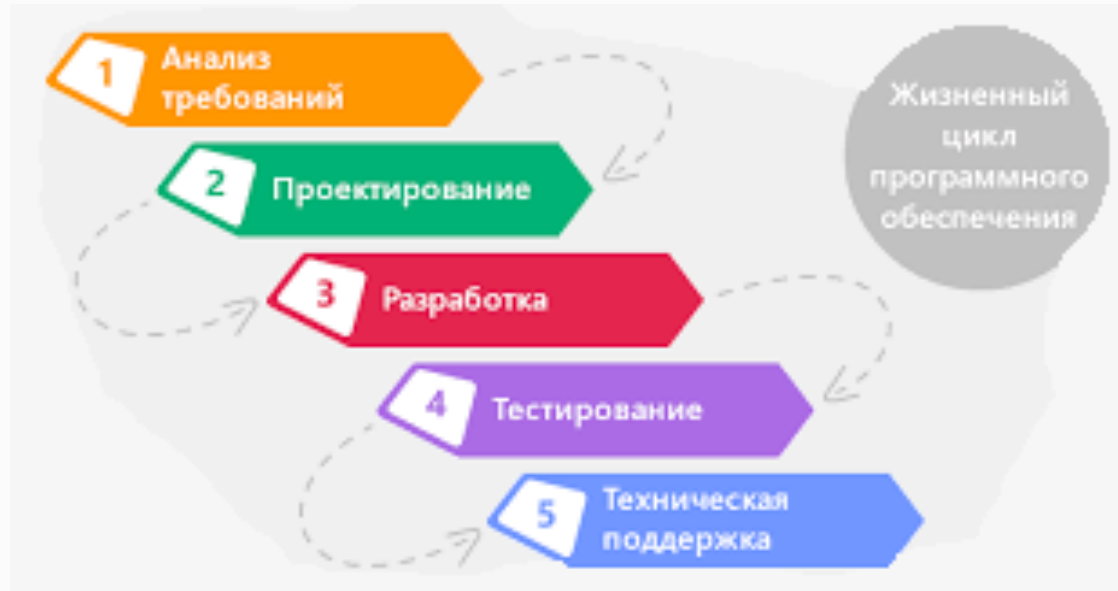 1
Анализ
требований
2
Проектирование
3
Разработка
4
Тестирование
5
Техническая
поддержка
Жизненный
цикл
программного
обеспечения